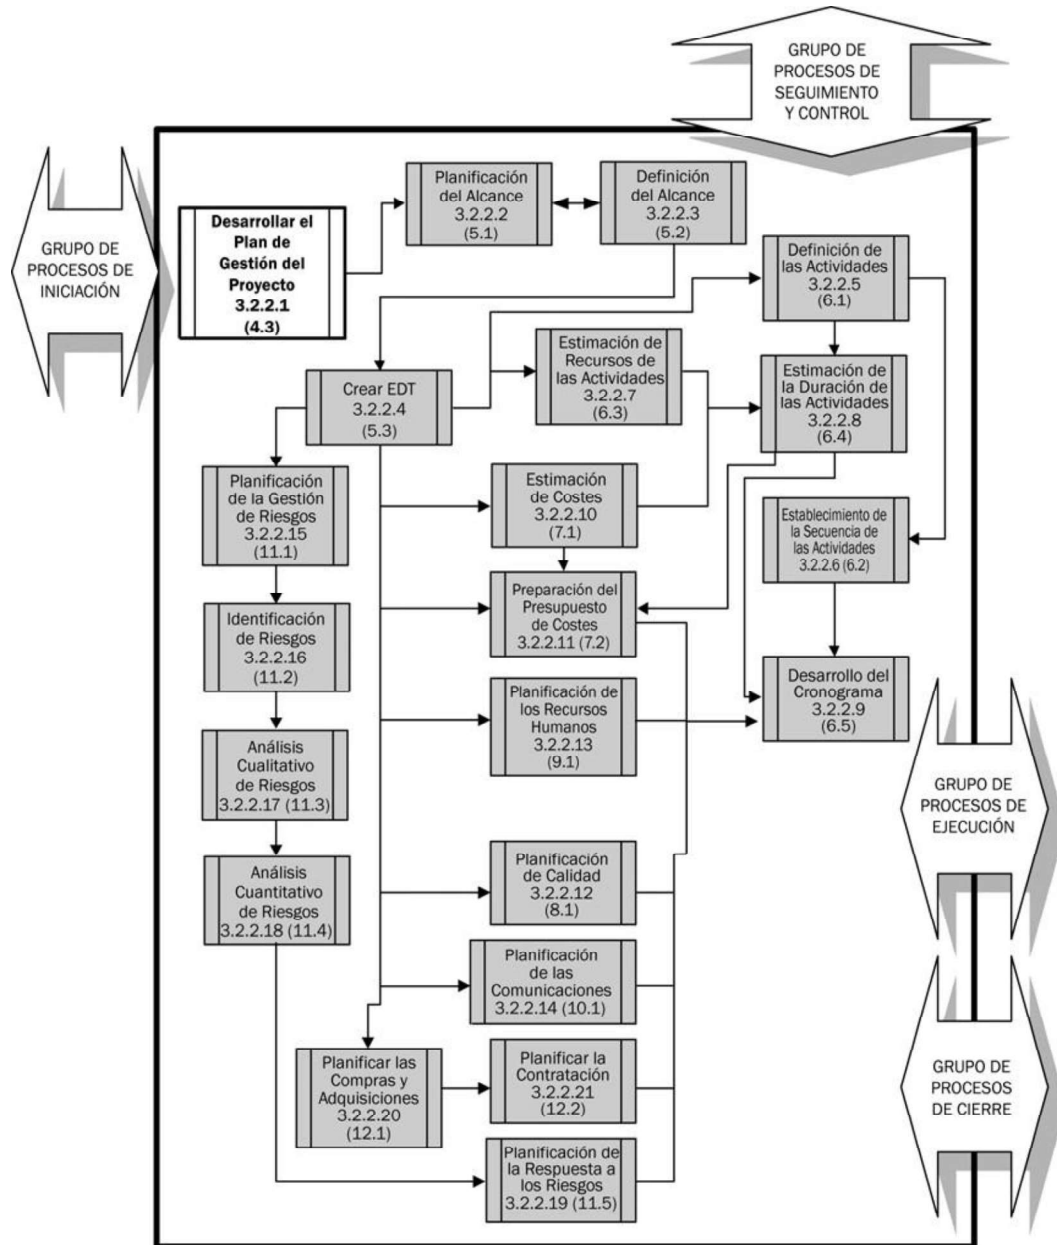 GRUPO DE
PROCESOS DE
SEGUIMIENTO
Y CONTROL
GRUPO DE
PROCESOS DE
INICIACIÓN
Desarrollar el
Plan de
Gestión del
Proyecto
3.2.2.1
(4.3)
Planificación
del Alcance
3.2.2.2
(5.1)
Definición
del Alcance
3.2.2.3
(5.2)
Definición de
las Actividades
3.2.2.5
(6.1)
Estimación de
Recursos de
las Actividades
3.2.2.7
(6.3)
Estimación de
la Duración de
las Actividades
3.2.2.8
(6.4)
Crear EDT
3.2.2.4
(5.3)
Planificación
de la Gestión
de Riesgos
3.2.2.15
(11.1)
Estimación
de Costes
3.2.2.10
(7.1)
Establecimiento de
la Secuencia de
las Actividades
3.2.2.6 (6.2)
Preparación del
Presupuesto
de Costes
3.2.2.11 (7.2)
Identificación
de Riesgos
3.2.2.16
(11.2)
Desarrollo del
Cronograma
3.2.2.9
(6.5)
Planificación de
los Recursos
Humanos
3.2.2.13
(9.1)
Análisis
Cualitativo
de Riesgos
3.2.2.17 (11.3)
GRUPO DE
PROCESOS DE
EJECUCIÓN
Análisis
Cuantitativo
de Riesgos
3.2.2.18 (11.4)
Planificación
de Calidad
3.2.2.12
(8.1)
Planificación
de las
Comunicaciones
3.2.2.14 (10.1)
Planificar las
Compras y
Adquisiciones
3.2.2.20
(12.1)
Planificar la
Contratación
3.2.2.21
(12.2)
GRUPO DE
PROCESOS
DE CIERRE
Planificación de
la Respuesta a
los Riesgos
3.2.2.19 (11.5)